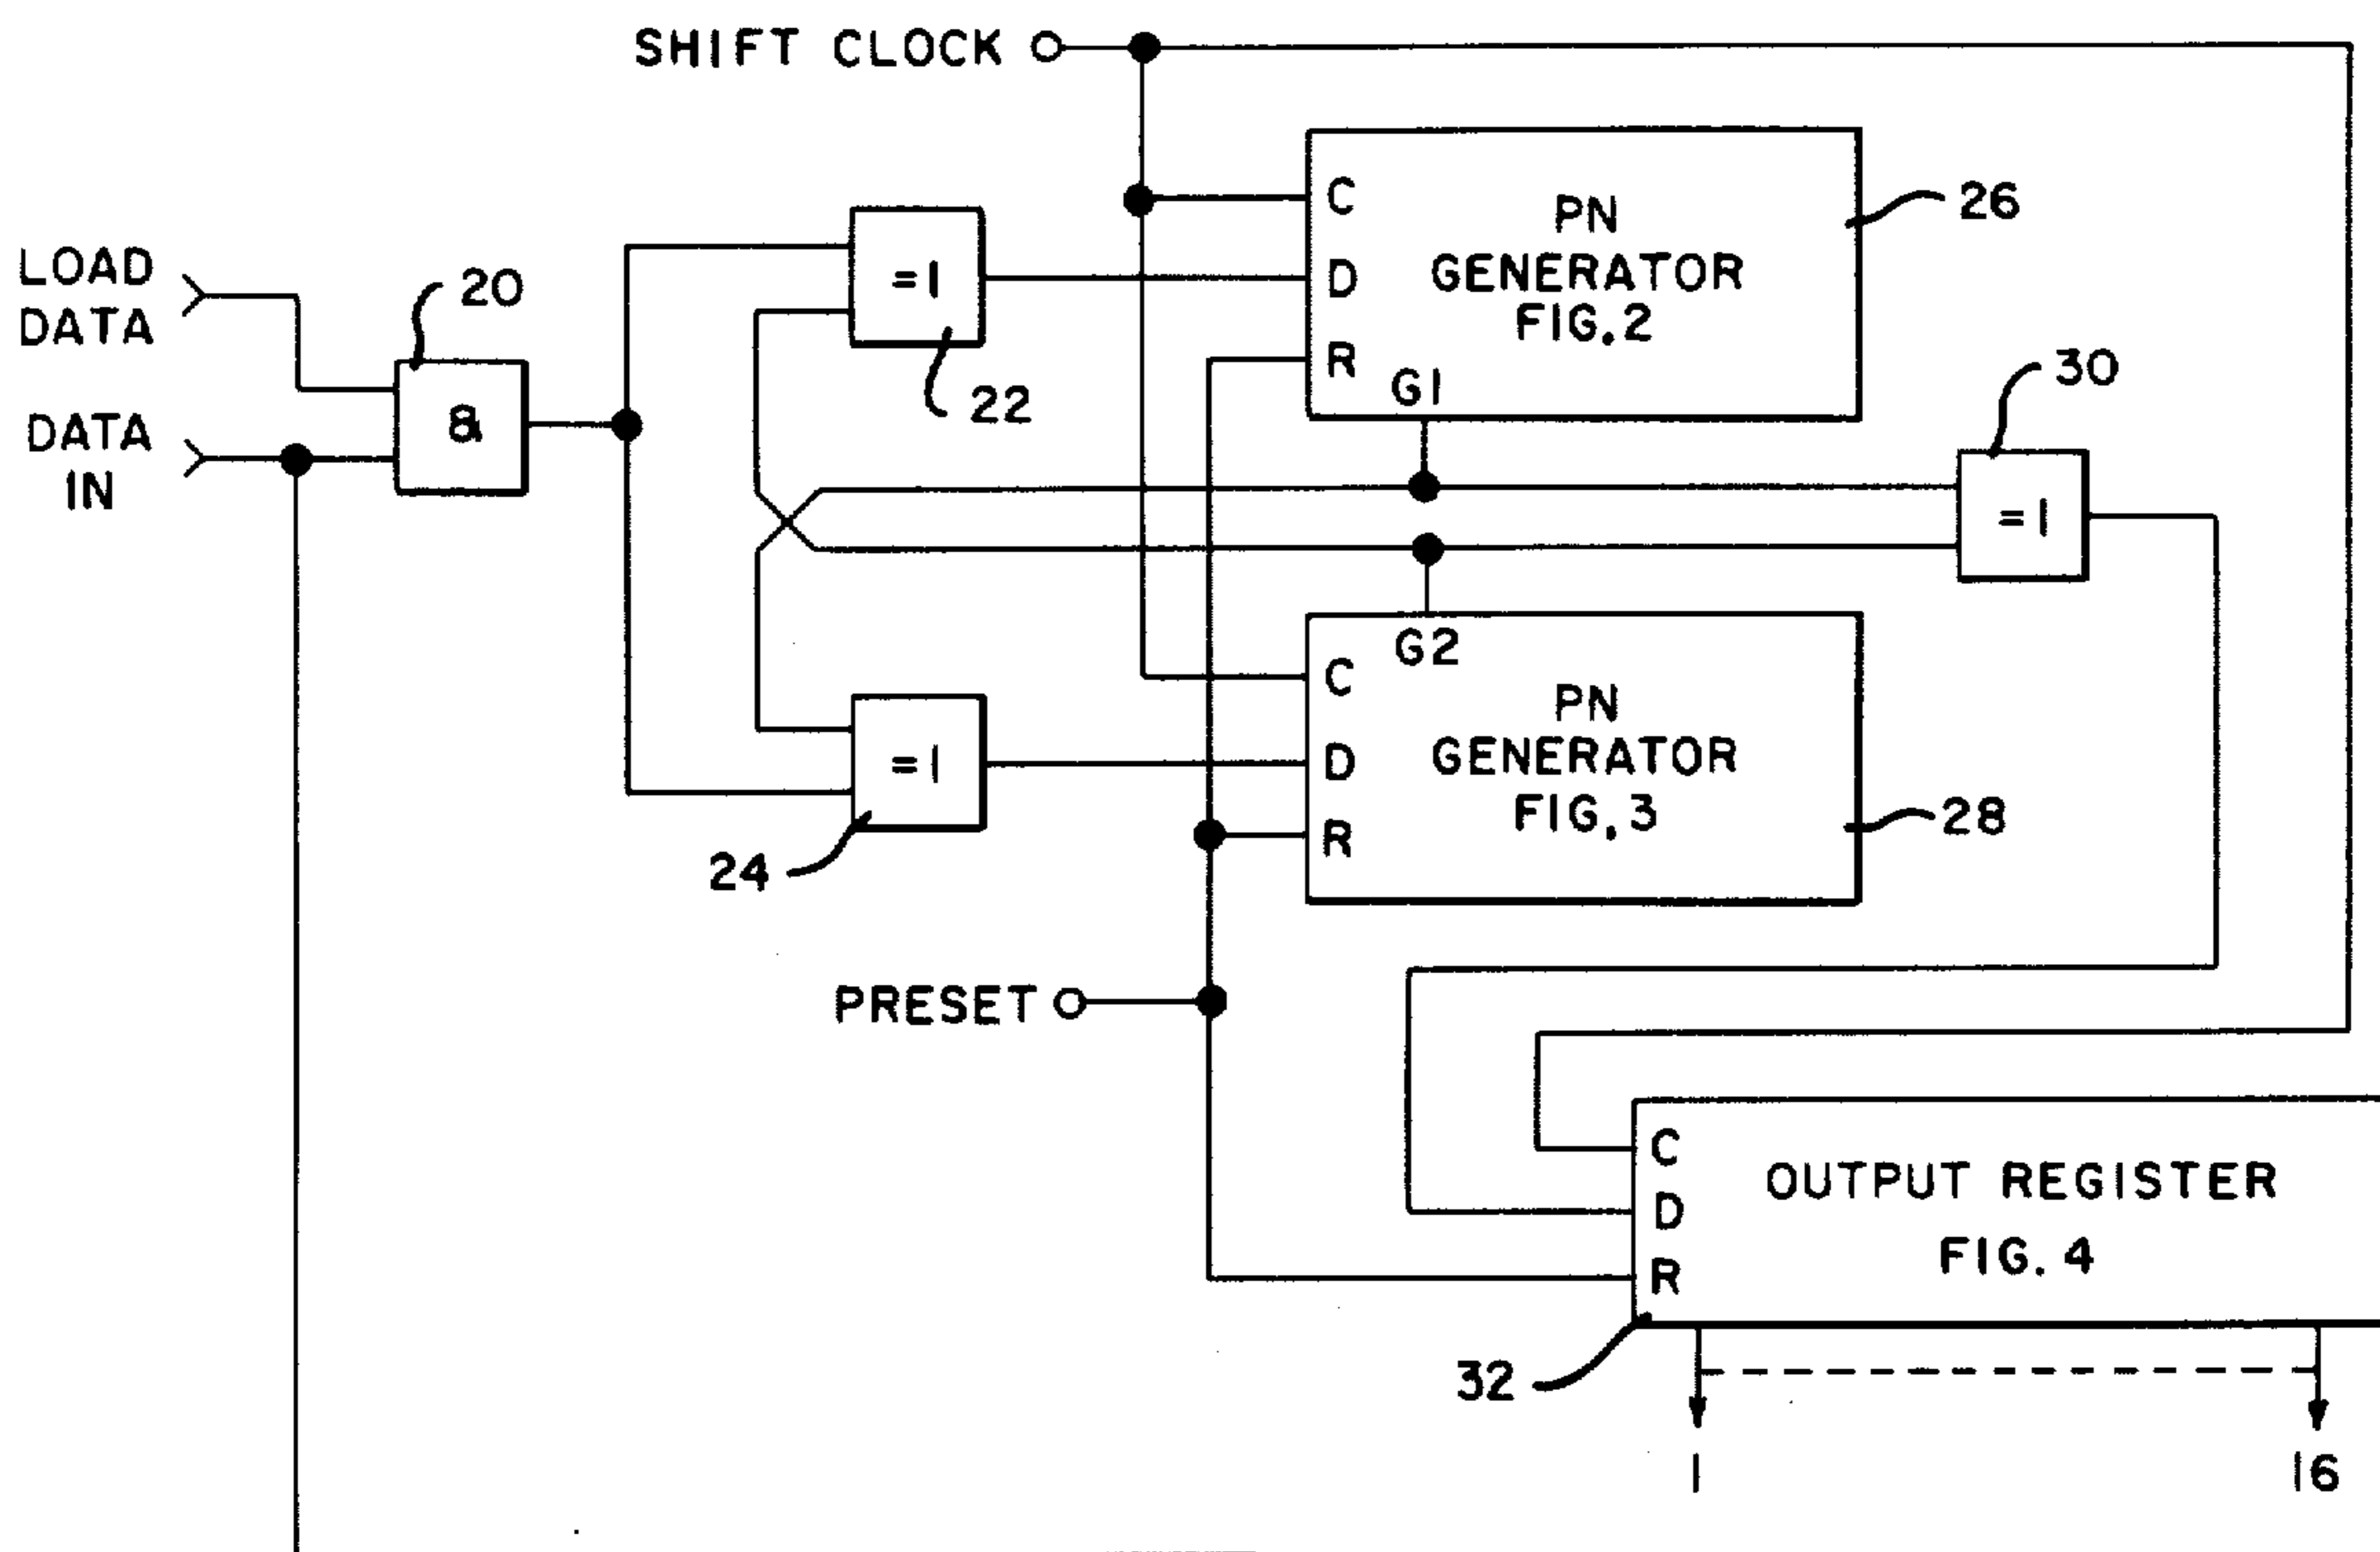 SHIFT CLOCK
LOAD
DATA
20
&
DATA
IN
=1
22
C
D
R
PN
GENERATOR
FIG. 2
G1
26
30
=1
G2
C
D
R
PN
GENERATOR
FIG. 3
28
=1
24
PRESET
C
D
R
OUTPUT REGISTER
FIG. 4
32
1
16